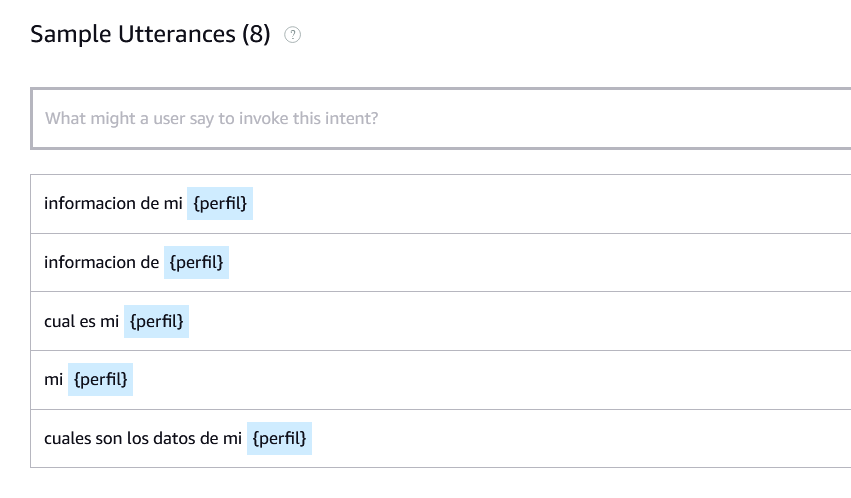 Sample Utterances (8) ?
What might a user say to invoke this intent?
informacion de mi {perfil}
informacion de {perfil}
cual es mi {perfil}
mi {perfil}
cuales son los datos de mi {perfil}